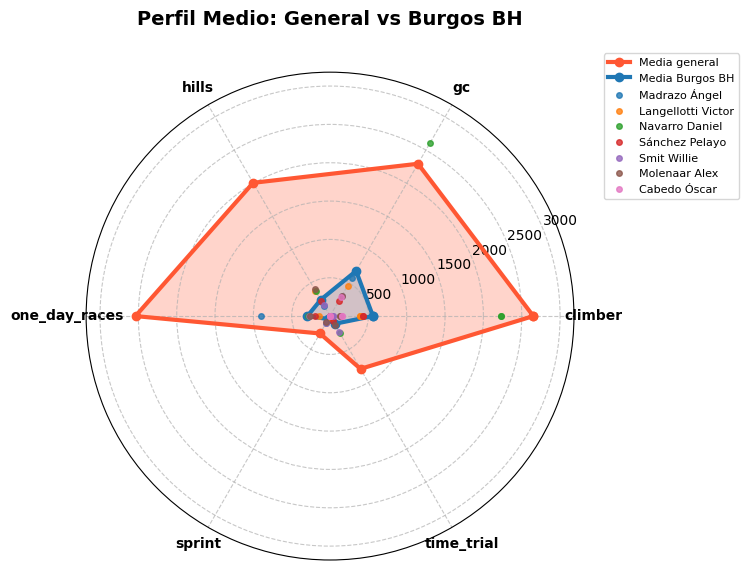 Perfil Medio: General vs Burgos BH
Media general
Media Burgos BH
Madrazo Ángel
Langellotti Victor
Navarro Daniel
Sánchez Pelayo
Smit Willie
Molenaar Alex
Cabedo Óscar
hills
gc
3000
2500
2000
1500
1000
500
one_day_races
climber
sprint
time_trial